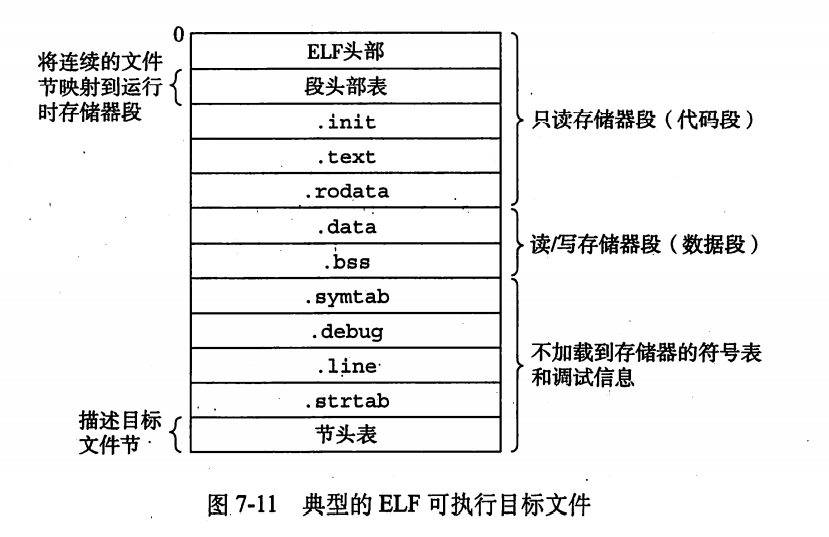 0
将连续的文件
节映射到运行
时存储器段
ELF头部
段头部表
.init
.text
.rodata
.data
.bss
.symtab
.debug
.line
.strtab
节头表
只读存储器段（代码段）
读/写存储器段（数据段）
不加载到存储器的符号表
和调试信息
描述目标
文件节
图 7-11 典型的 ELF 可执行目标文件